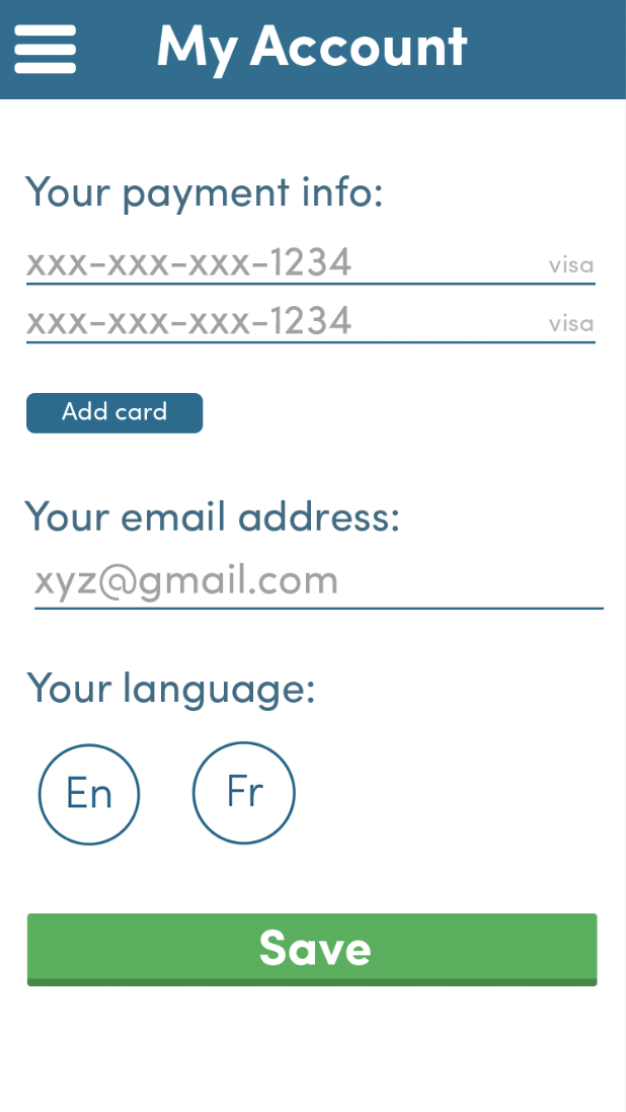 My Account
Your payment info:
xxx-xxx-xxx-1234 visa
xxx-xxx-xxx-1234 visa
Add card
Your email address:
xyz@gmail.com
Your language:
En Fr
Save